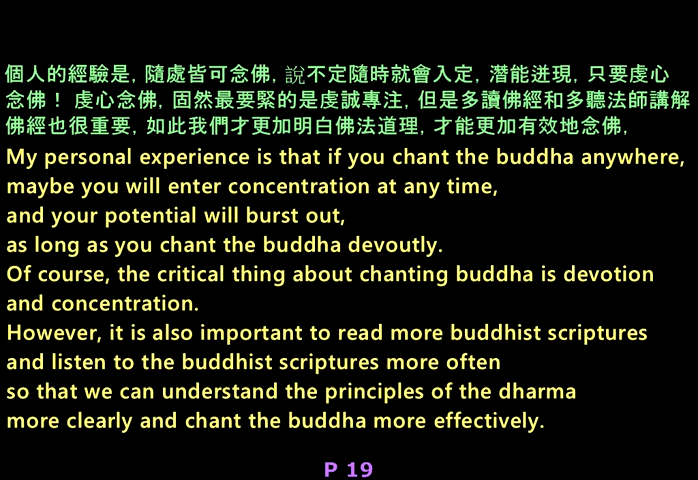 個人的經驗是, 隨處皆可念佛, 說不定隨時就會入定, 潛能迸現, 只要虔心
念佛！ 虔心念佛, 固然最要緊的是虔誠專注, 但是多讀佛經和多聽法師講解
佛經也很重要, 如此我們才更加明白佛法道理, 才能更加有效地念佛,
My personal experience is that if you chant the buddha anywhere,
maybe you will enter concentration at any time,
and your potential will burst out,
as long as you chant the buddha devoutly.
Of course, the critical thing about chanting buddha is devotion
and concentration.
However, it is also important to read more buddhist scriptures
and listen to the buddhist scriptures more often
so that we can understand the principles of the dharma
more clearly and chant the buddha more effectively.
P 19